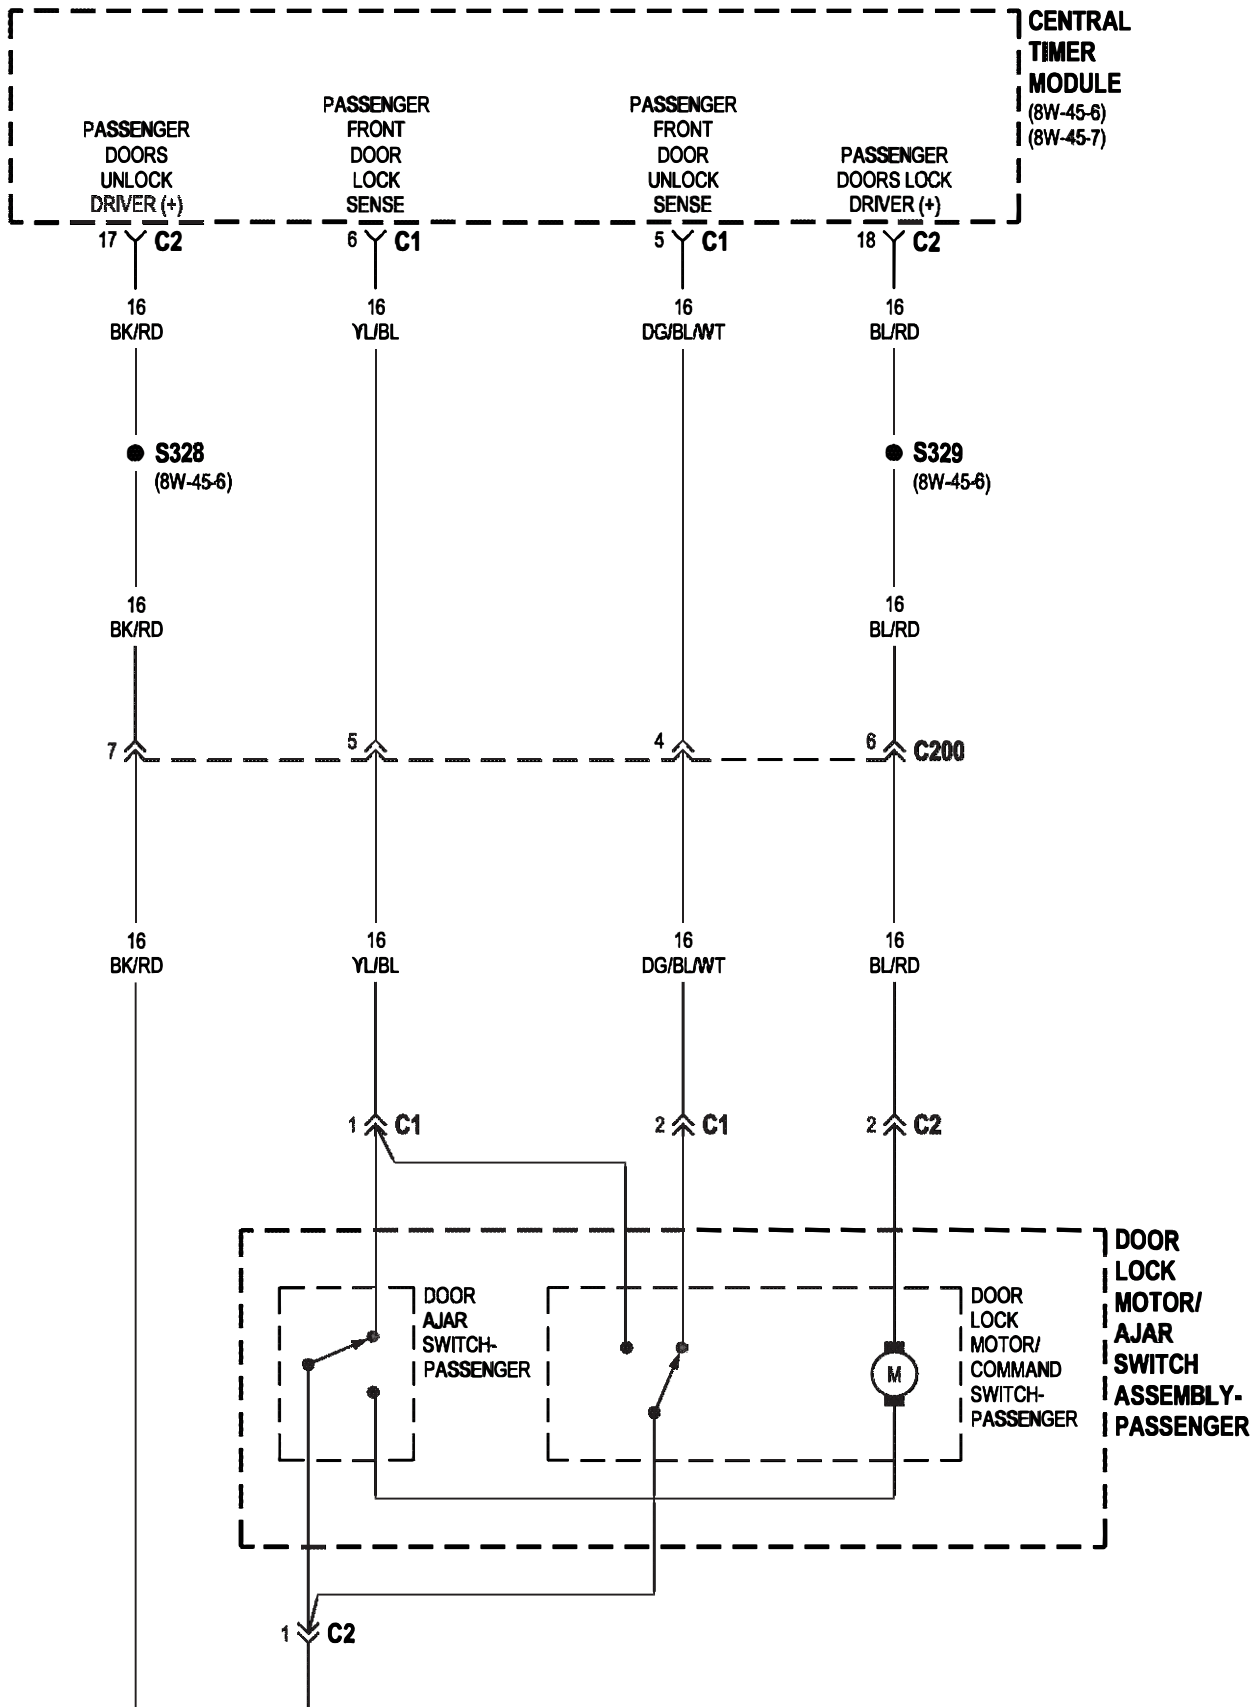 CENTRAL
TIMER
MODULE
(8W-45-6)
(8W-45-7)
PASSENGER
DOORS
UNLOCK
DRIVER (+)
PASSENGER
FRONT
DOOR
LOCK
SENSE
PASSENGER
FRONT
DOOR
UNLOCK
SENSE
PASSENGER
DOORS LOCK
DRIVER (+)
17 C2
6 C1
5 C1
18 C2
16
BK/RD
16
YL/BL
16
DG/BL/WT
16
BL/RD
S328
(8W-45-6)
S329
(8W-45-6)
16
BK/RD
16
BL/RD
7 5 4 6 C200
16
BK/RD
16
YL/BL
16
DG/BL/WT
16
BL/RD
1 C1
2 C1
2 C2
DOOR
LOCK
MOTOR/
AJAR
SWITCH
ASSEMBLY-
PASSENGER
DOOR
AJAR
SWITCH-
PASSENGER
M
DOOR
LOCK
MOTOR/
COMMAND
SWITCH-
PASSENGER
1 C2